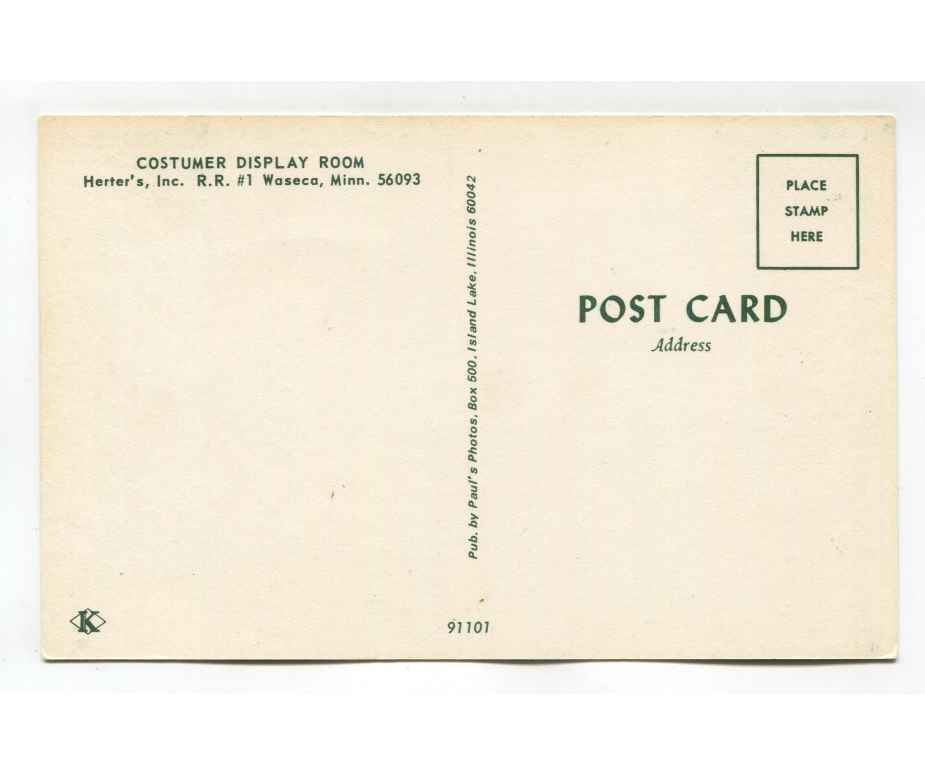 COSTUMER DISPLAY ROOM
Herter's, Inc. R.R. #1 Waseca, Minn. 56093
Pub. by Paul's Photos, Box 500, Island Lake, Illinois 60042
PLACE
STAMP
HERE
POST CARD
Address
K
91101